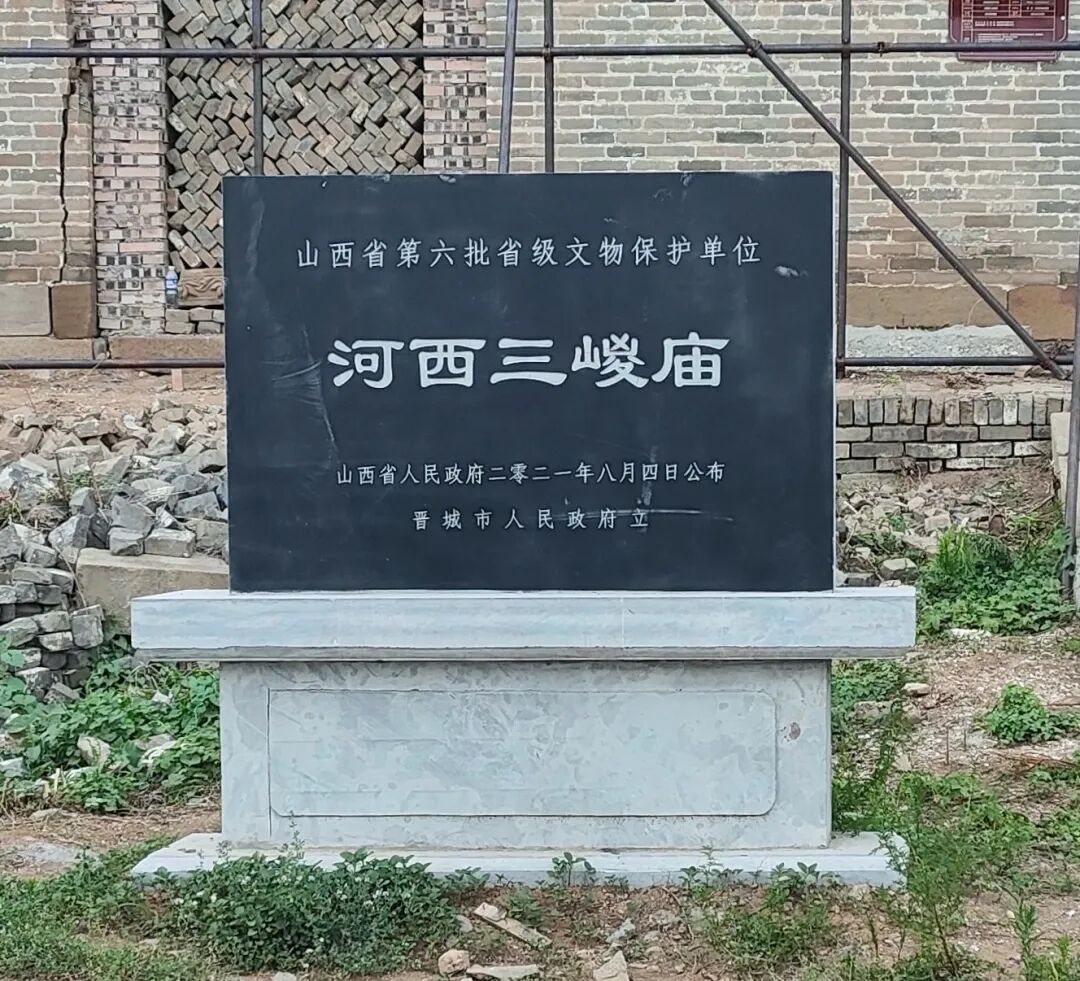 山西省第六批省级文物保护单位
河西三嵕庙
山西省人民政府二零二一年八月四日公布
晋城市人民政府立